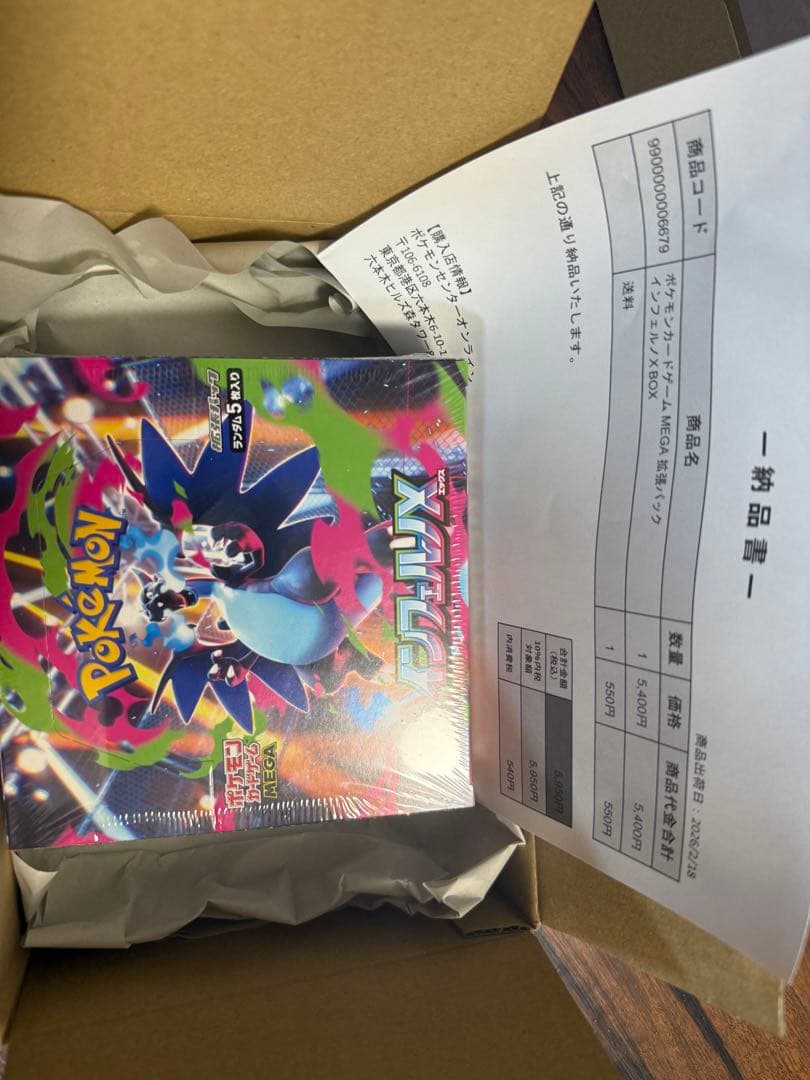 ー 納 品 書 ー
商品出荷日：2026/2/18
商品コード 商品名 数量 価格 商品代金合計
9900000006679 ポケモンカードゲーム MEGA 拡張パック
インフェルノX BOX 1 5,400円 5,400円
送料 1 550円 550円
合計金額
(税込) 5,950円
10%内税
対象額 5,950円
内消費税 540円
上記の通り納品いたします。
【購入店情報】
ポケモンセンターオンライン
〒106-6108
東京都港区六本木6-10-1
六本木ヒルズ森タワー
拡張パック
ランダム5枚入り
インフェルノX
エックス
POKéMON
ポケモン
カードゲーム
MEGA